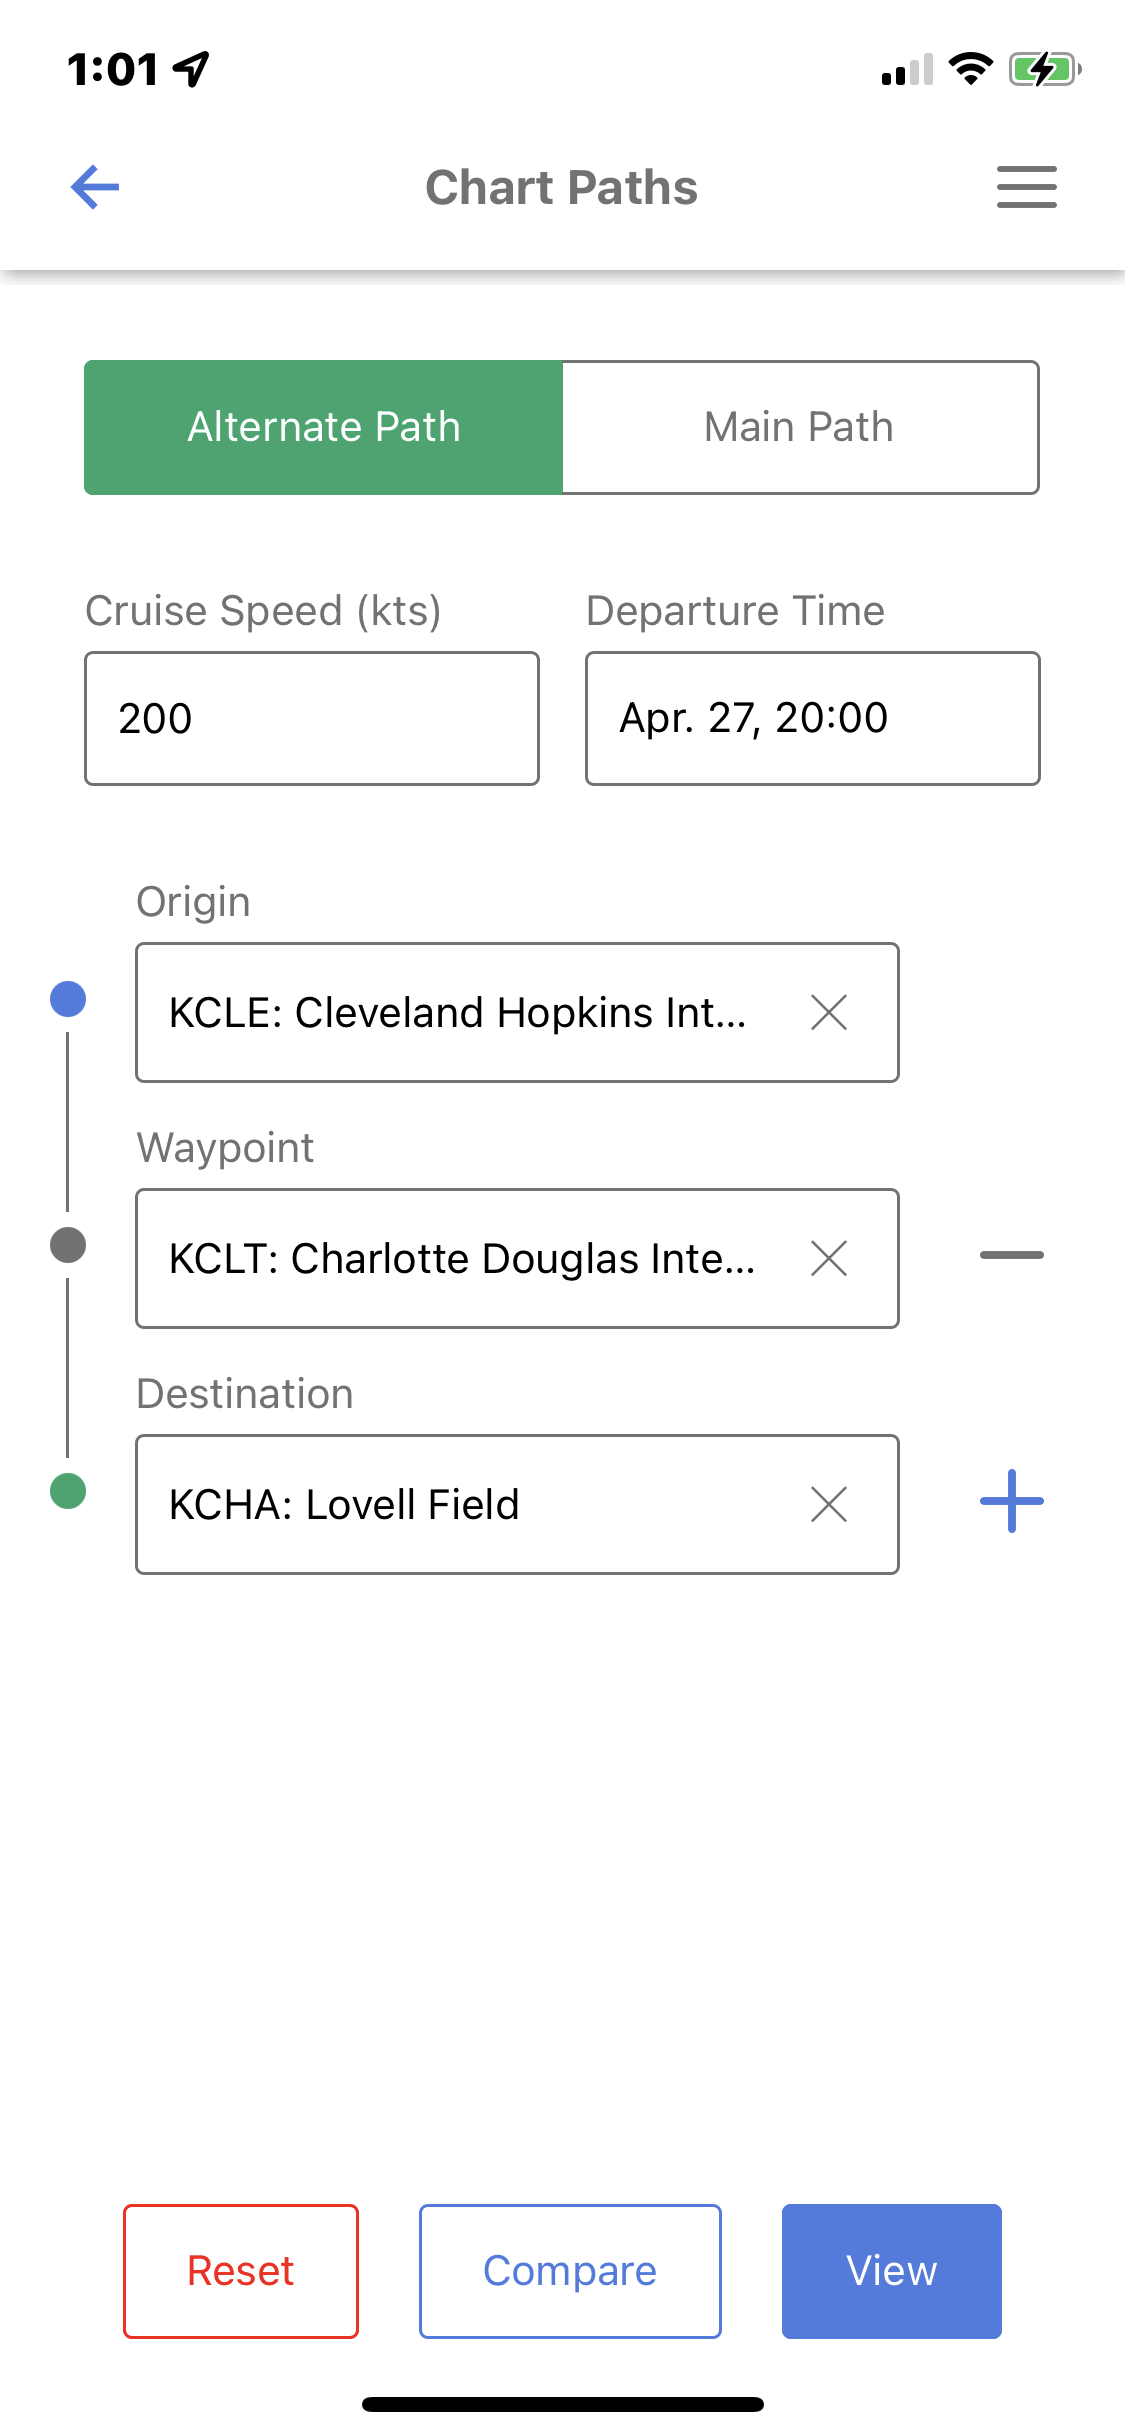 1:01
Chart Paths
Alternate Path
Main Path
Cruise Speed (kts)
Departure Time
200
Apr. 27, 20:00
Origin
KCLE: Cleveland Hopkins Int...
Waypoint
KCLT: Charlotte Douglas Inte...
Destination
KCHA: Lovell Field
Reset
Compare
View